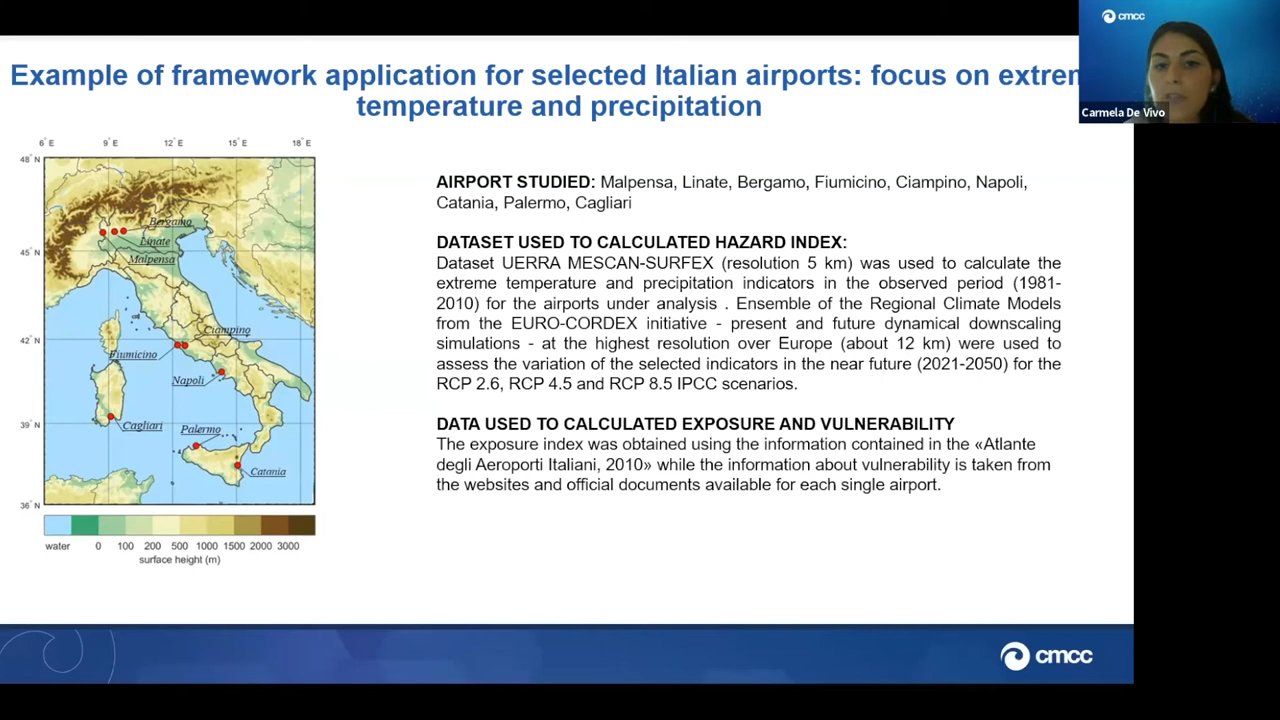 cmcc
Carmela De Vivo
Example of framework application for selected Italian airports: focus on extrem
temperature and precipitation
6° E 9° E 12° E 15° E 18° E
48° N
45° N
42° N
39° N
36° N
Bergamo
Linate
Malpensa
Ciampino
Fiumicino
Napoli
Cagliari
Palermo
Catania
water 0 100 200 500 1000 1500 2000 3000
surface height (m)
AIRPORT STUDIED: Malpensa, Linate, Bergamo, Fiumicino, Ciampino, Napoli,
Catania, Palermo, Cagliari
DATASET USED TO CALCULATED HAZARD INDEX:
Dataset UERRA MESCAN-SURFEX (resolution 5 km) was used to calculate the
extreme temperature and precipitation indicators in the observed period (1981-
2010) for the airports under analysis . Ensemble of the Regional Climate Models
from the EURO-CORDEX initiative - present and future dynamical downscaling
simulations - at the highest resolution over Europe (about 12 km) were used to
assess the variation of the selected indicators in the near future (2021-2050) for the
RCP 2.6, RCP 4.5 and RCP 8.5 IPCC scenarios.
DATA USED TO CALCULATED EXPOSURE AND VULNERABILITY
The exposure index was obtained using the information contained in the «Atlante
degli Aeroporti Italiani, 2010» while the information about vulnerability is taken from
the websites and official documents available for each single airport.
cmcc